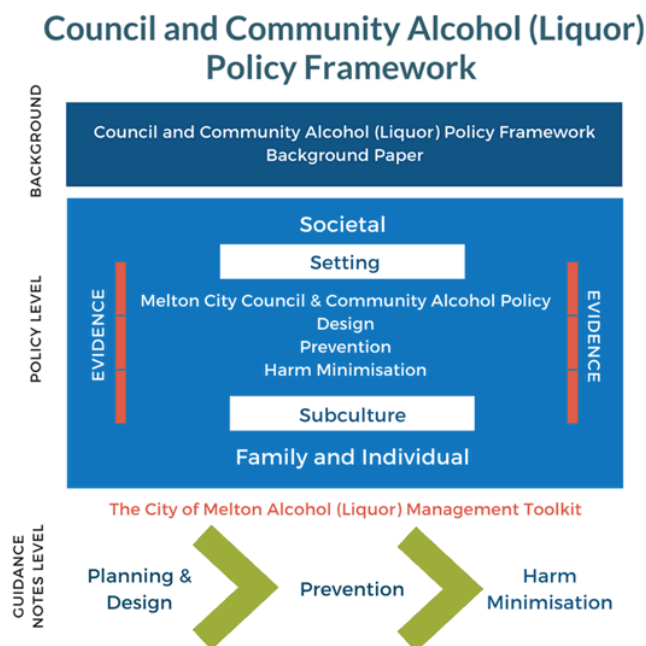 Council and Community Alcohol (Liquor)
Policy Framework
BACKGROUND
Council and Community Alcohol (Liquor) Policy Framework
Background Paper
POLICY LEVEL
Societal
Setting
EVIDENCE
Melton City Council & Community Alcohol Policy
Design
Prevention
Harm Minimisation
EVIDENCE
Subculture
Family and Individual
The City of Melton Alcohol (Liquor) Management Toolkit
GUIDANCE
NOTES LEVEL
Planning &
Design
Prevention
Harm
Minimisation